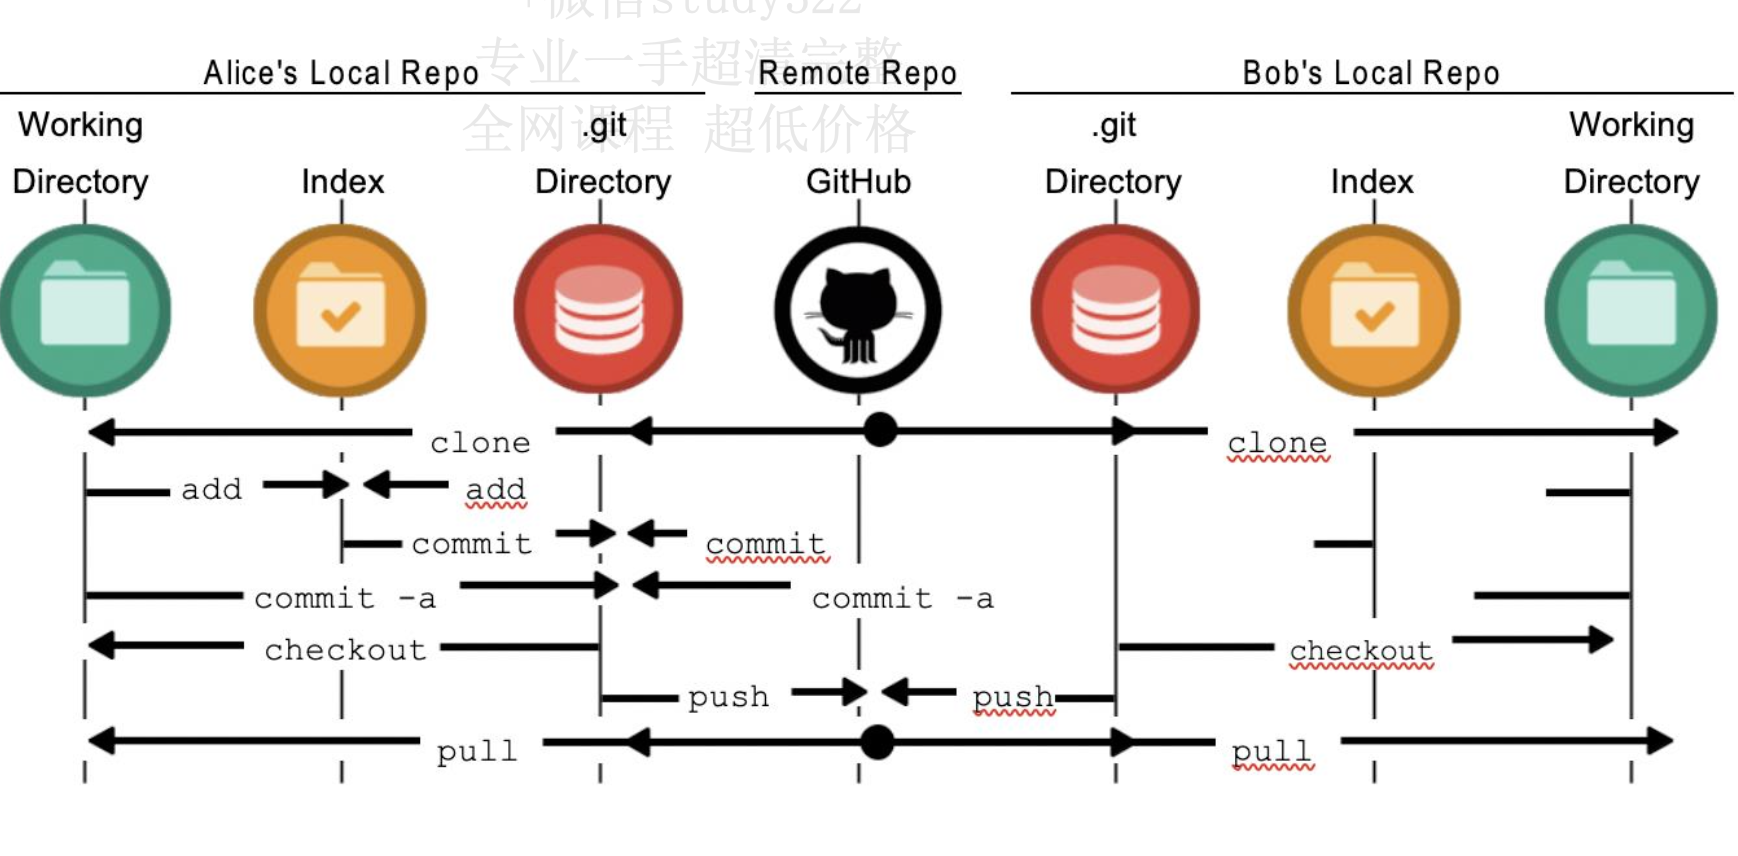 +微信study322
专业一手超清完整
全网课程 超低价格
Alice's Local Repo
Remote Repo
Bob's Local Repo
Working Directory
Index
.git Directory
GitHub
.git Directory
Index
Working Directory
clone
clone
add
add
commit
commit
commit -a
commit -a
checkout
checkout
push
push
pull
pull